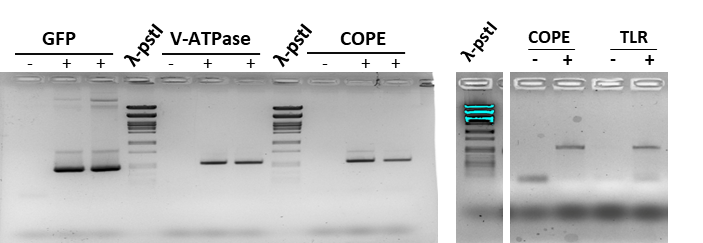 GFP λ-pstI V-ATPase λ-pstI COPE λ-pstI COPE TLR
- + + - + + - + + - + - +